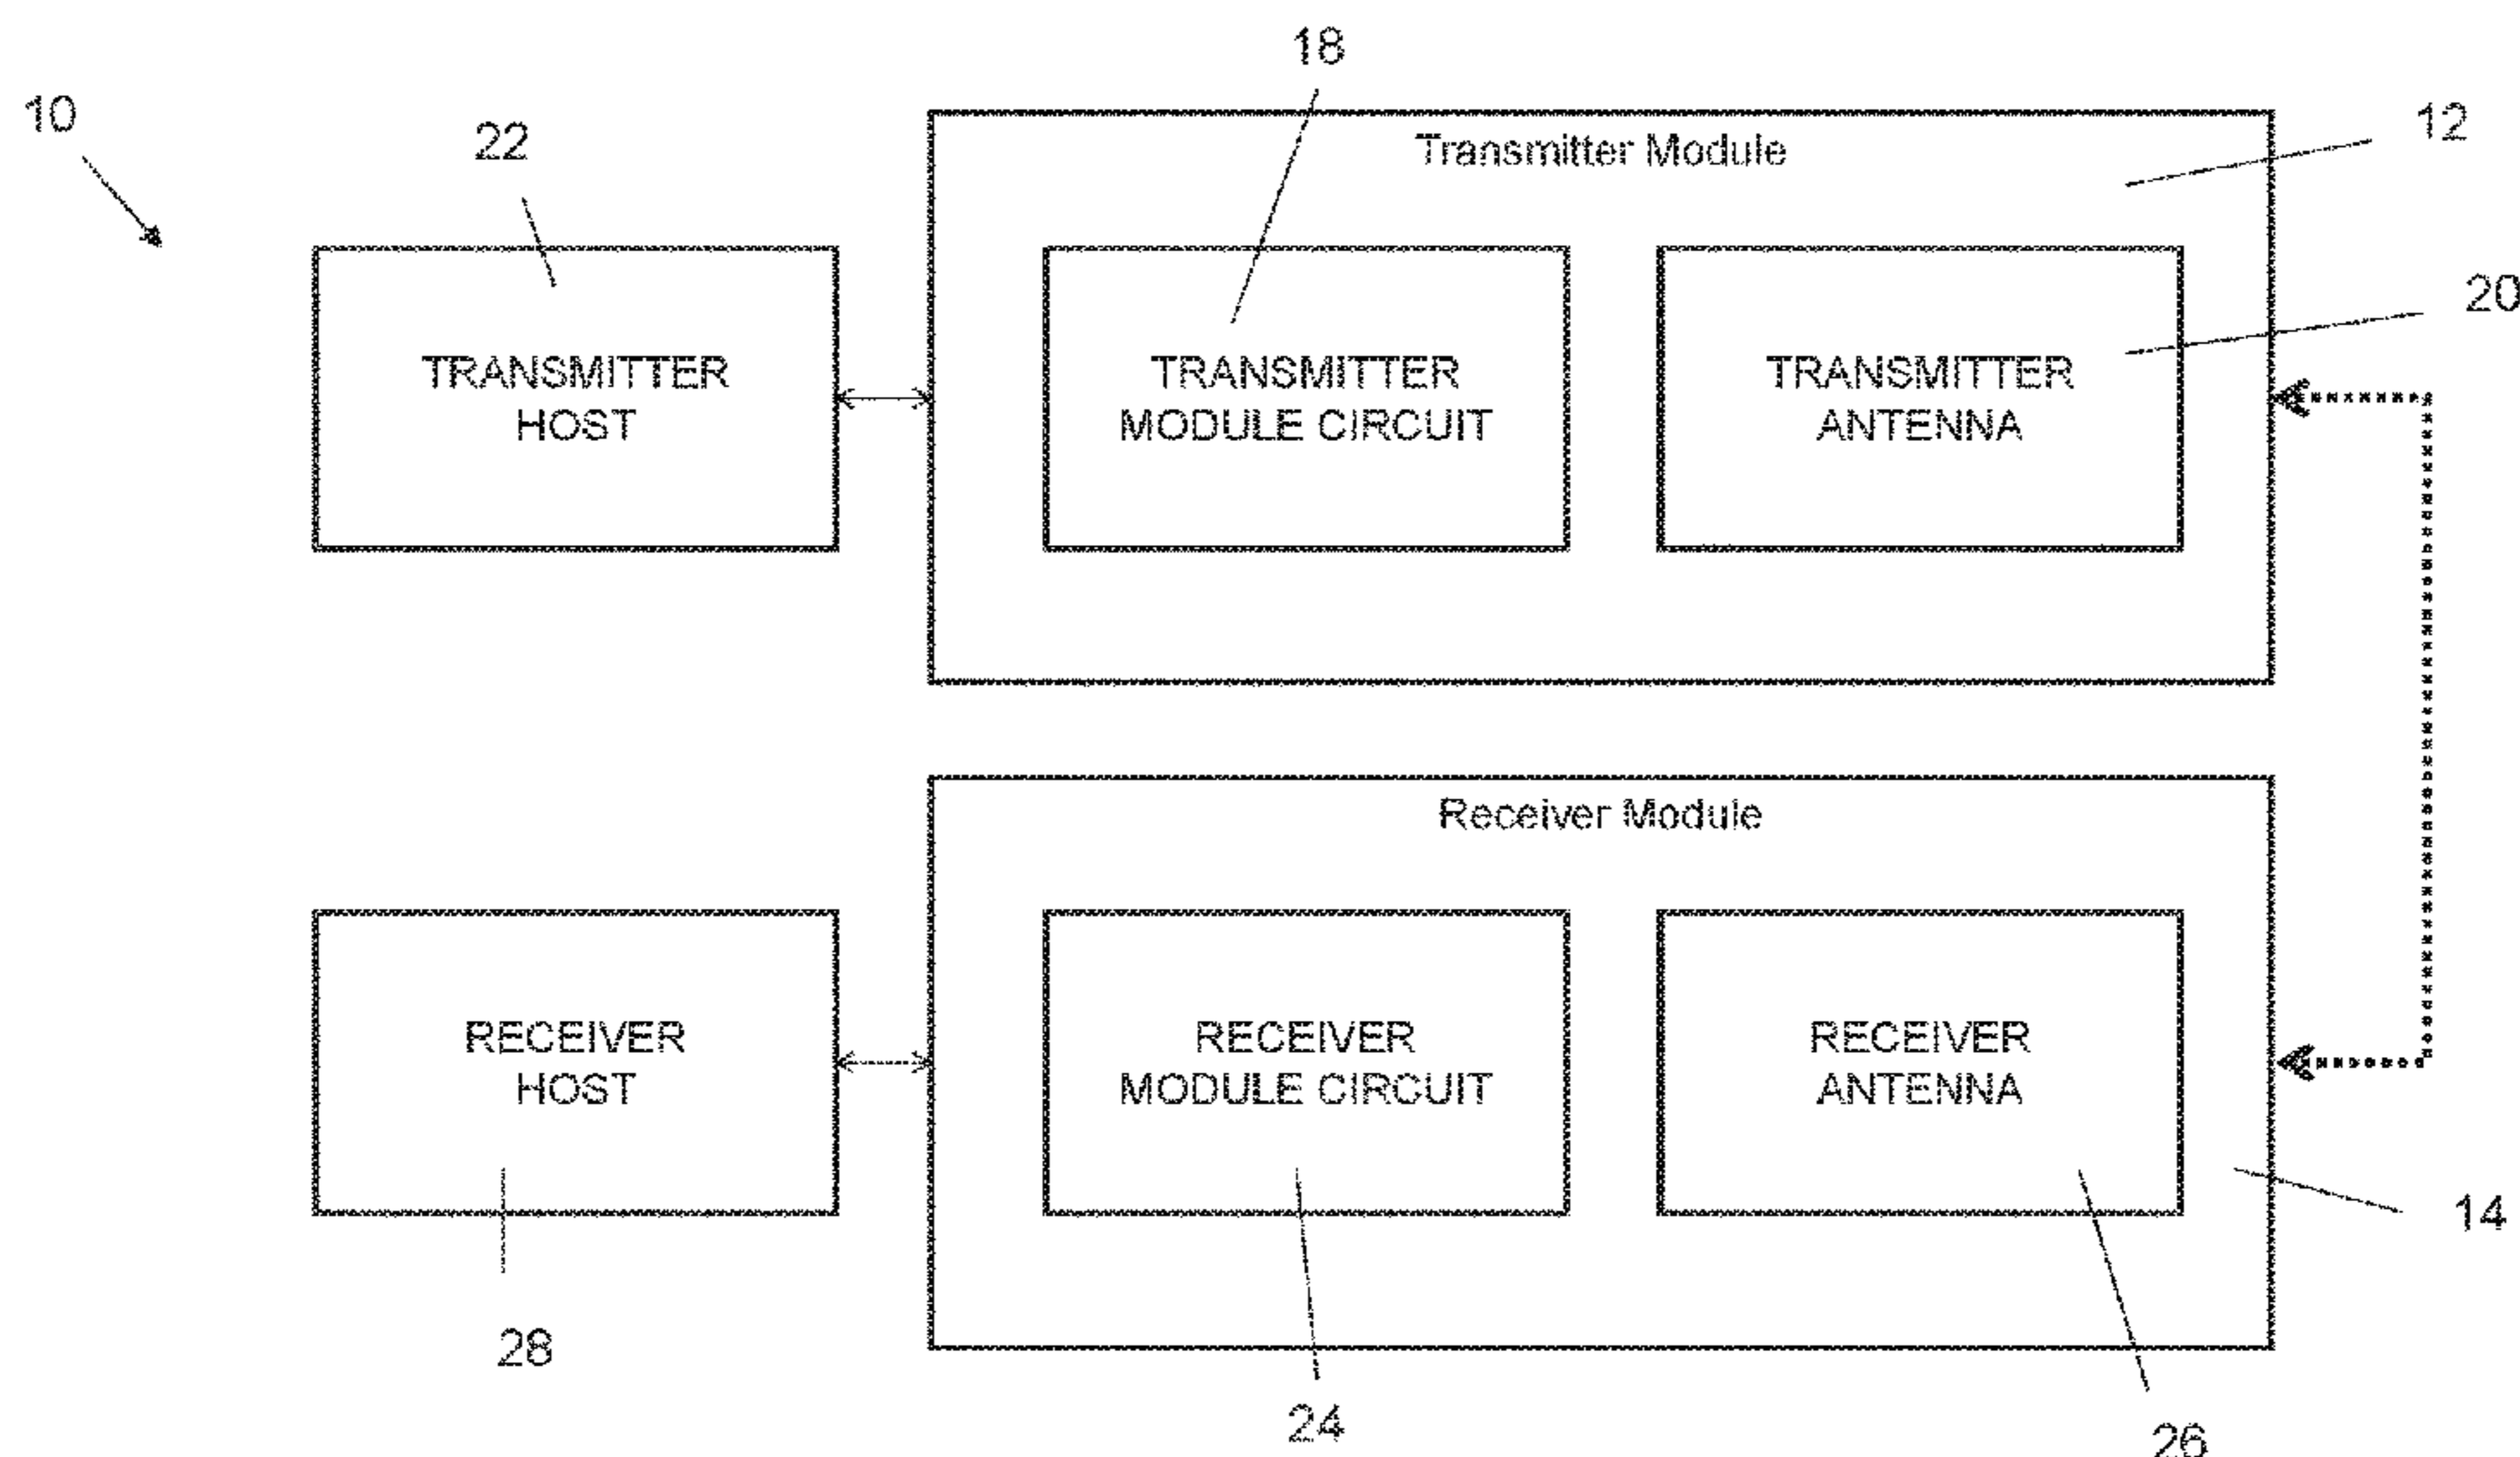 18
10
12
22
Transmitter Module
20
TRANSMITTER
HOST
TRANSMITTER
MODULE CIRCUIT
TRANSMITTER
ANTENNA
Receiver Module
RECEIVER
HOST
RECEIVER
MODULE CIRCUIT
RECEIVER
ANTENNA
14
28
24
26